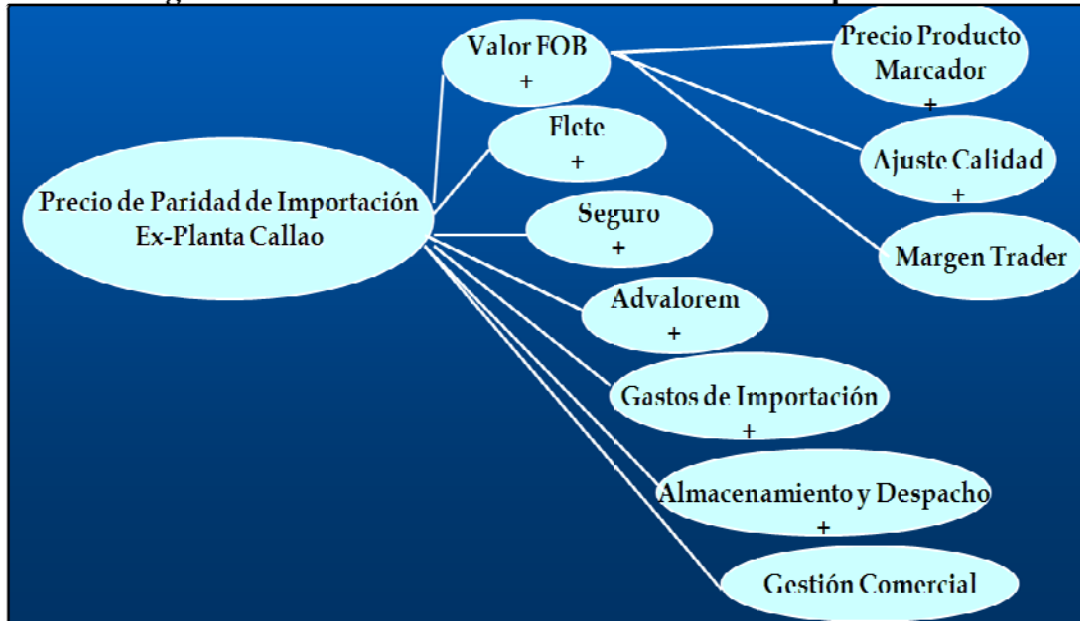 Valor FOB
+
Flete
+
Seguro
+
Advalorem
+
Gastos de Importación
+
Almacenamiento y Despacho
+
Gestión Comercial
Precio de Paridad de Importación
Ex-Planta Callao
Precio Producto
Marcador
+
Ajuste Calidad
+
Margen Trader